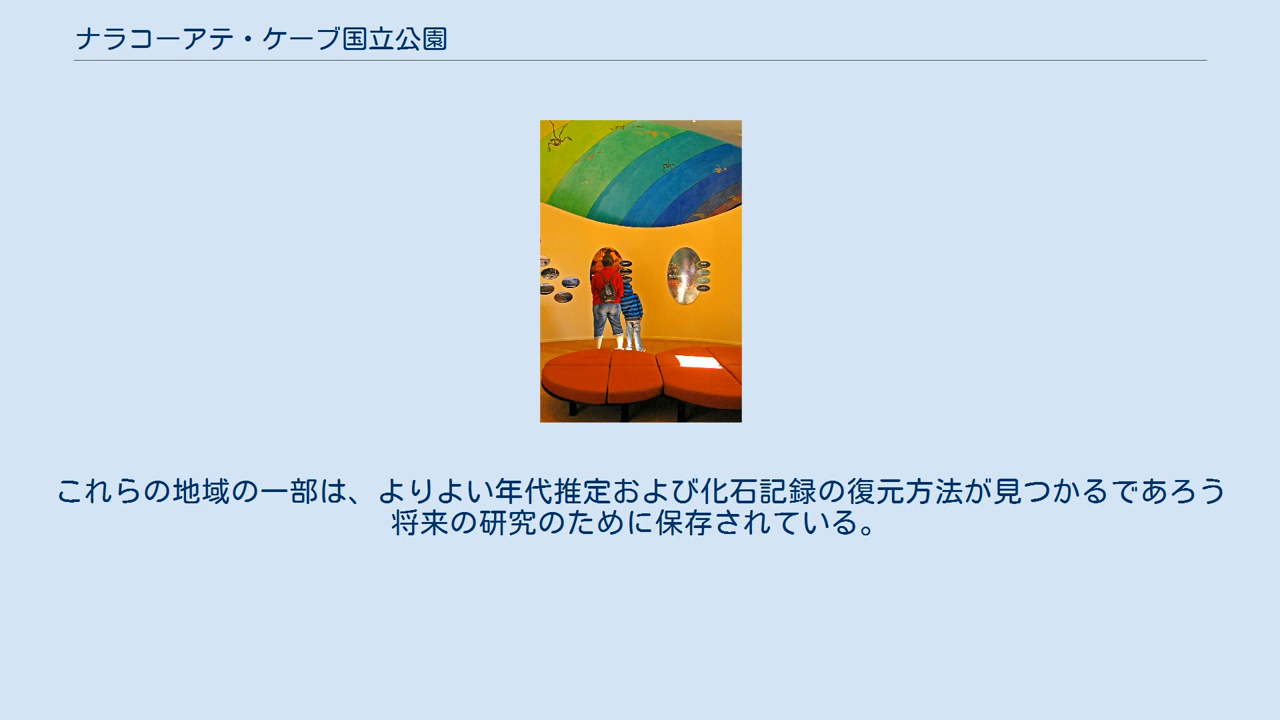 ナラコーアテ・ケーブ国立公園
これらの地域の一部は、よりよい年代推定および化石記録の復元方法が見つかるであろう
将来の研究のために保存されている。